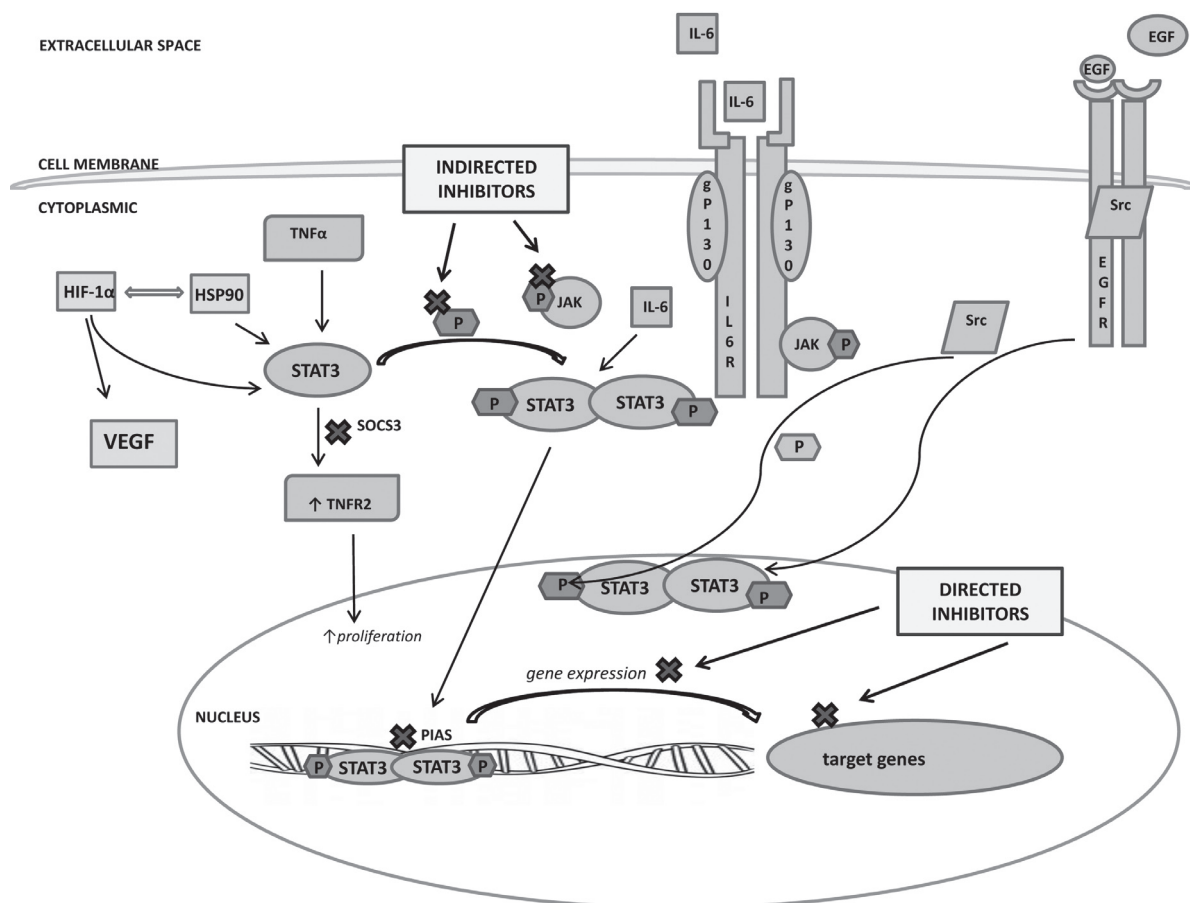 EXTRACELLULAR SPACE
IL-6
EGF
EGF
IL-6
CELL MEMBRANE
INDIRECTED
INHIBITORS
CYTOPLASMIC
gP130
gP130
Src
TNFα
HIF-1α
HSP90
P
JAK
IL-6
P
EGFR
IL6R
Src
JAK
P
STAT3
P
STAT3
STAT3
P
SOCS3
VEGF
P
↑ TNFR2
P
STAT3
STAT3
P
DIRECTED
INHIBITORS
↑proliferation
gene expression
NUCLEUS
PIAS
P
STAT3
STAT3
P
target genes